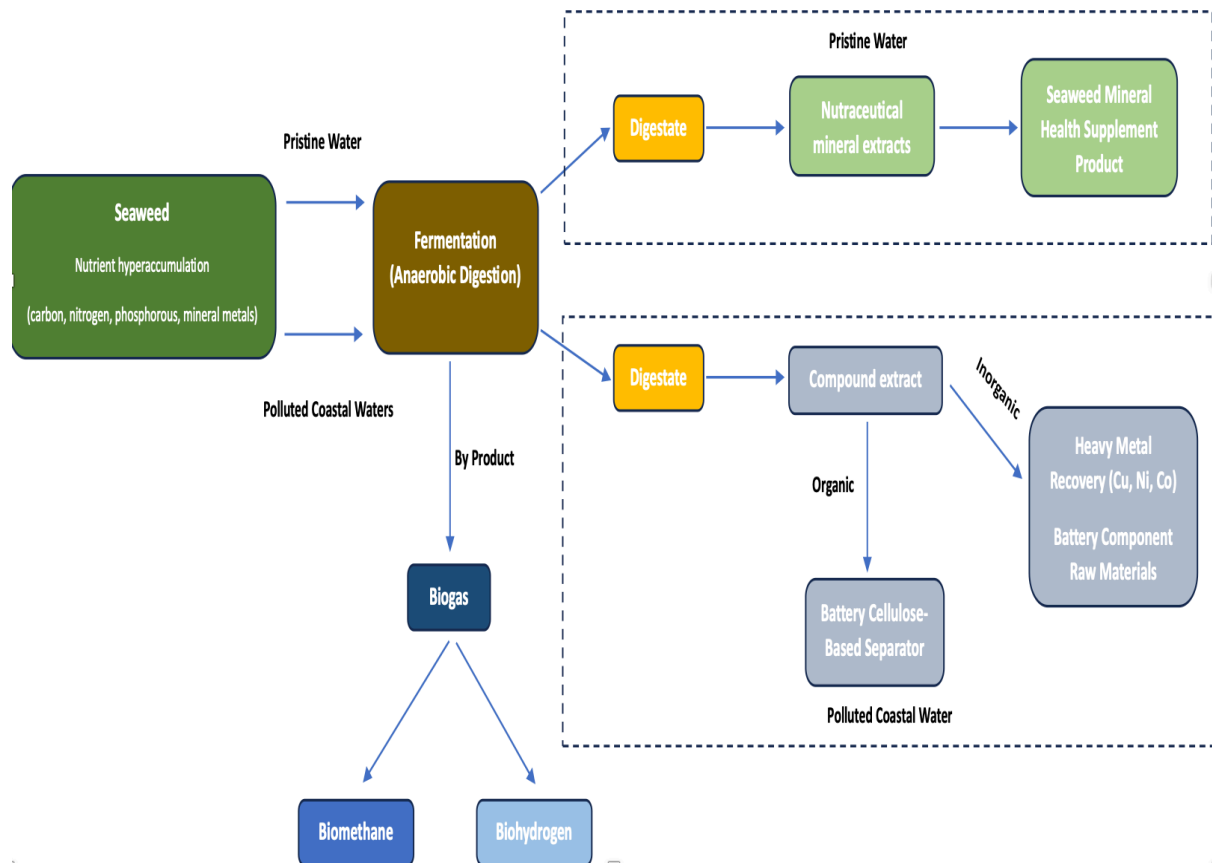 Pristine Water
Digestate
Nutraceutical
mineral extracts
Seaweed Mineral
Health Supplement
Product
Pristine Water
Seaweed
Nutrient hyperaccumulation
(carbon, nitrogen, phosphorous, mineral metals)
Fermentation
(Anaerobic Digestion)
Polluted Coastal Waters
By Product
Digestate
Compound extract
Inorganic
Organic
Heavy Metal
Recovery (Cu, Ni, Co)
Battery Component
Raw Materials
Battery Cellulose-
Based Separator
Polluted Coastal Water
Biogas
Biomethane
Biohydrogen